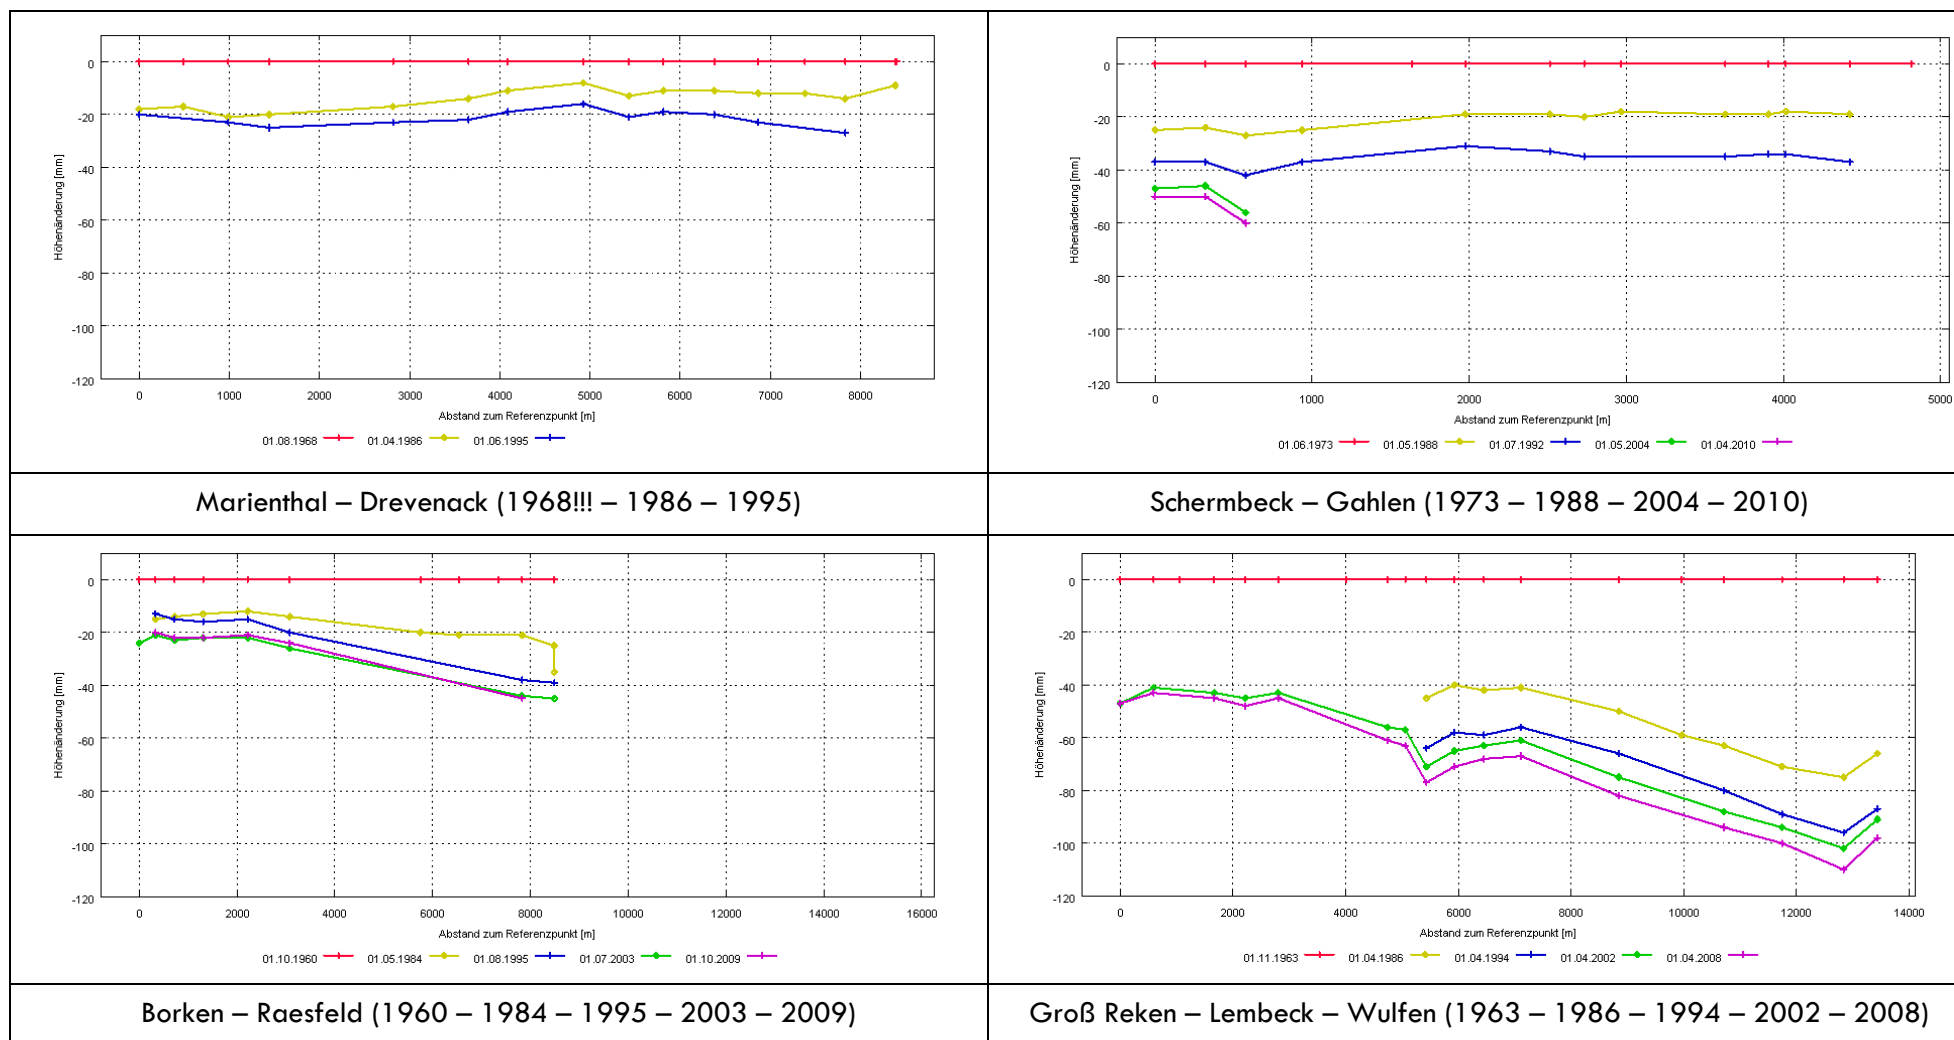 0
-20
-40
-60
-80
-100
-120
Höhenänderung [mm]
0 1000 2000 3000 4000 5000 6000 7000 8000
Abstand zum Referenzpunkt [m]
01.08.1968 01.04.1986 01.06.1995
0
-20
-40
-60
-80
-100
-120
Höhenänderung [mm]
0 1000 2000 3000 4000 5000
Abstand zum Referenzpunkt [m]
01.06.1973 01.05.1988 01.07.1992 01.05.2004 01.04.2010
Marienthal – Drevenack (1968!!! – 1986 – 1995)
Schermbeck – Gahlen (1973 – 1988 – 2004 – 2010)
0
-20
-40
-60
-80
-100
-120
Höhenänderung [mm]
0 2000 4000 6000 8000 10000 12000 14000 16000
Abstand zum Referenzpunkt [m]
01.10.1960 01.05.1984 01.08.1995 01.07.2003 01.10.2009
0
-20
-40
-60
-80
-100
-120
Höhenänderung [mm]
0 2000 4000 6000 8000 10000 12000 14000
Abstand zum Referenzpunkt [m]
01.11.1963 01.04.1986 01.04.1994 01.04.2002 01.04.2008
Borken – Raesfeld (1960 – 1984 – 1995 – 2003 – 2009)
Groß Reken – Lembeck – Wulfen (1963 – 1986 – 1994 – 2002 – 2008)